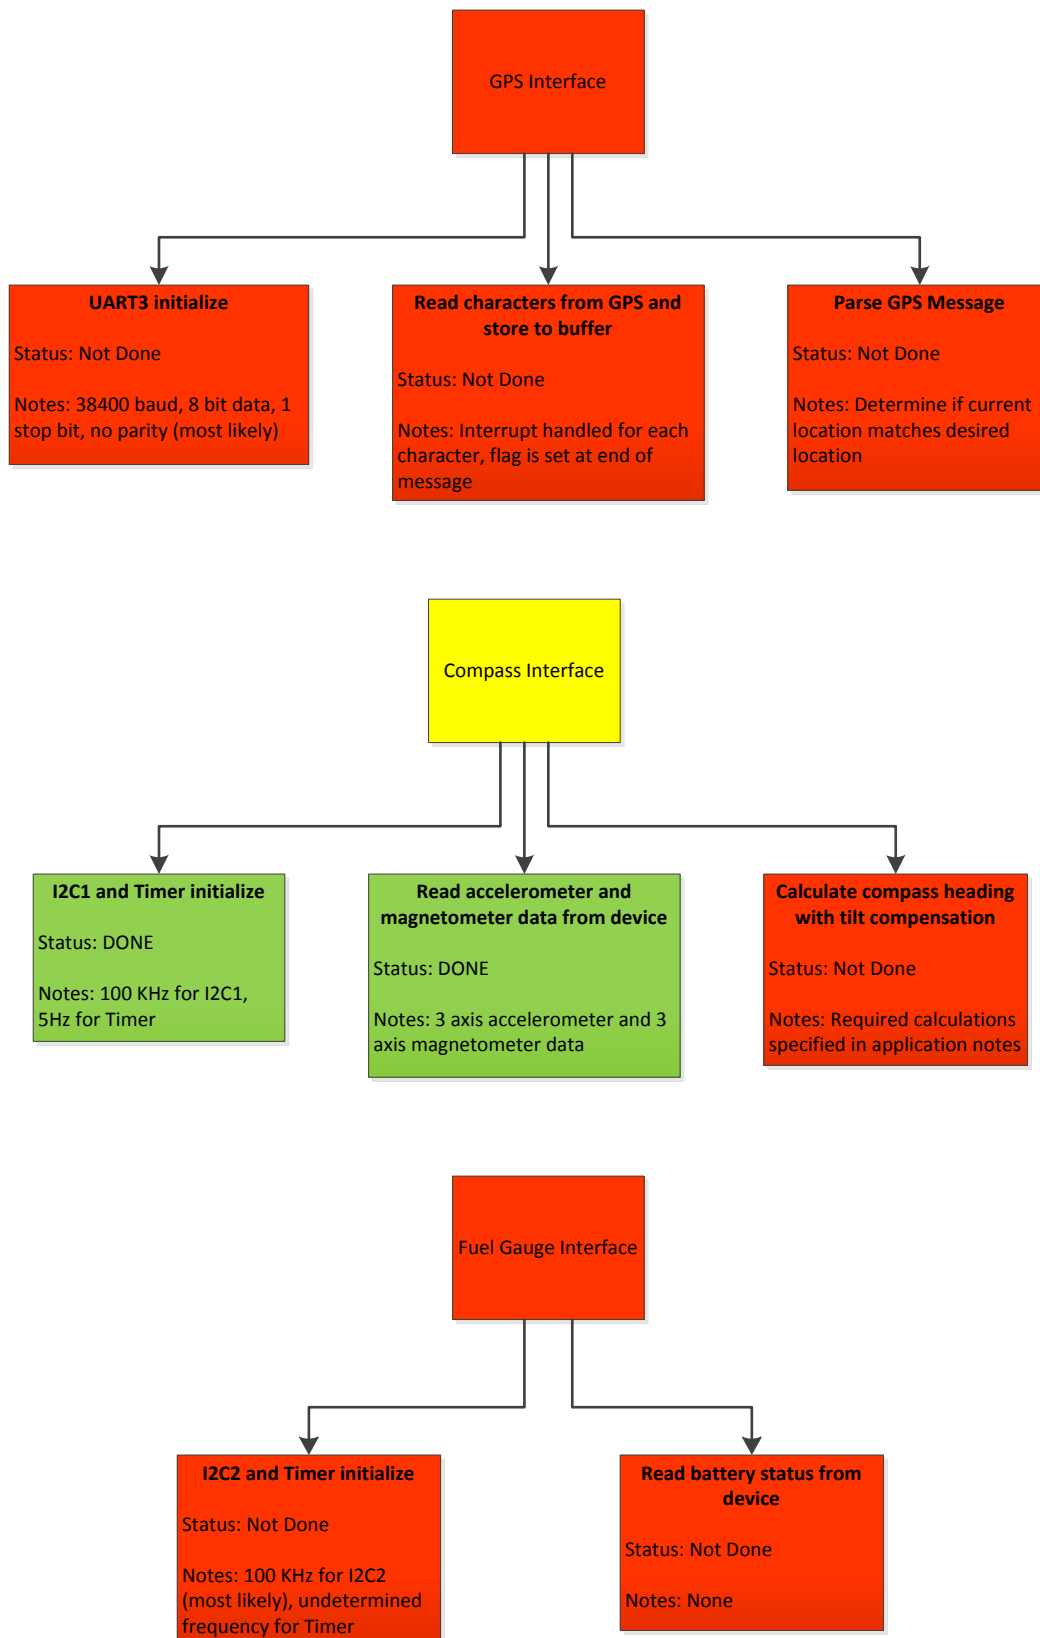 GPS Interface
UART3 initialize
Status: Not Done
Notes: 38400 baud, 8 bit data, 1
stop bit, no parity (most likely)
Read characters from GPS and
store to buffer
Status: Not Done
Notes: Interrupt handled for each
character, flag is set at end of
message
Parse GPS Message
Status: Not Done
Notes: Determine if current
location matches desired
location
Compass Interface
I2C1 and Timer initialize
Status: DONE
Notes: 100 KHz for I2C1,
5Hz for Timer
Read accelerometer and
magnetometer data from device
Status: DONE
Notes: 3 axis accelerometer and 3
axis magnetometer data
Calculate compass heading
with tilt compensation
Status: Not Done
Notes: Required calculations
specified in application notes
Fuel Gauge Interface
I2C2 and Timer initialize
Status: Not Done
Notes: 100 KHz for I2C2
(most likely), undetermined
frequency for Timer
Read battery status from
device
Status: Not Done
Notes: None